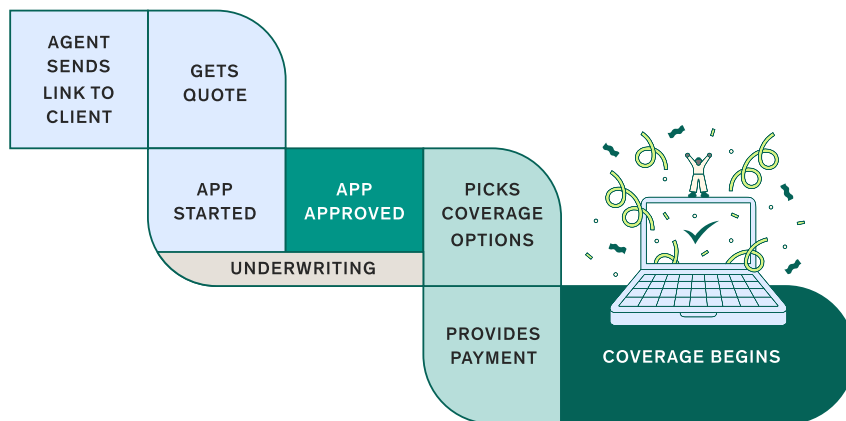 AGENT
SENDS
LINK TO
CLIENT
GETS
QUOTE
APP
STARTED
APP
APPROVED
UNDERWRITING
PICKS
COVERAGE
OPTIONS
PROVIDES
PAYMENT
COVERAGE BEGINS